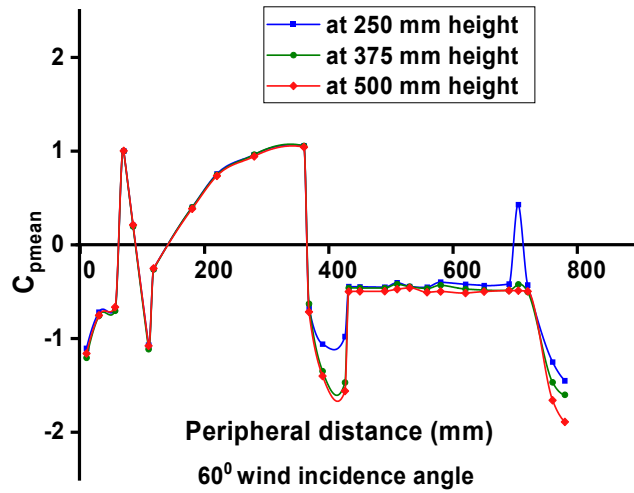 at 250 mm height
at 375 mm height
at 500 mm height
2
1
0
-1
-2
Cpmean
0 200 400 600 800
Peripheral distance (mm)
60⁰ wind incidence angle